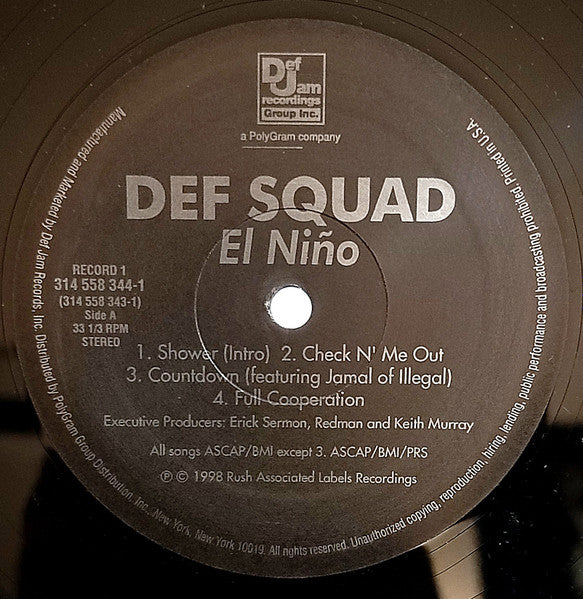 Def
Jam
recordings
Group Inc.
a PolyGram company
DEF SQUAD
El Niño
RECORD 1
314 558 344-1
(314 558 343-1)
Side A
33 1/3 RPM
STEREO
1. Shower (Intro) 2. Check N' Me Out
3. Countdown (featuring Jamal of Illegal)
4. Full Cooperation
Executive Producers: Erick Sermon, Redman and Keith Murray
All songs ASCAP/BMI except 3. ASCAP/BMI/PRS
℗ © 1998 Rush Associated Labels Recordings
Manufactured and Marketed by Def Jam Records, Inc. Distributed by PolyGram Group Distribution, Inc., New York, New York 10019. All rights reserved. Unauthorized copying, reproduction, hiring, lending, public performance and broadcasting prohibited. Printed in U.S.A.